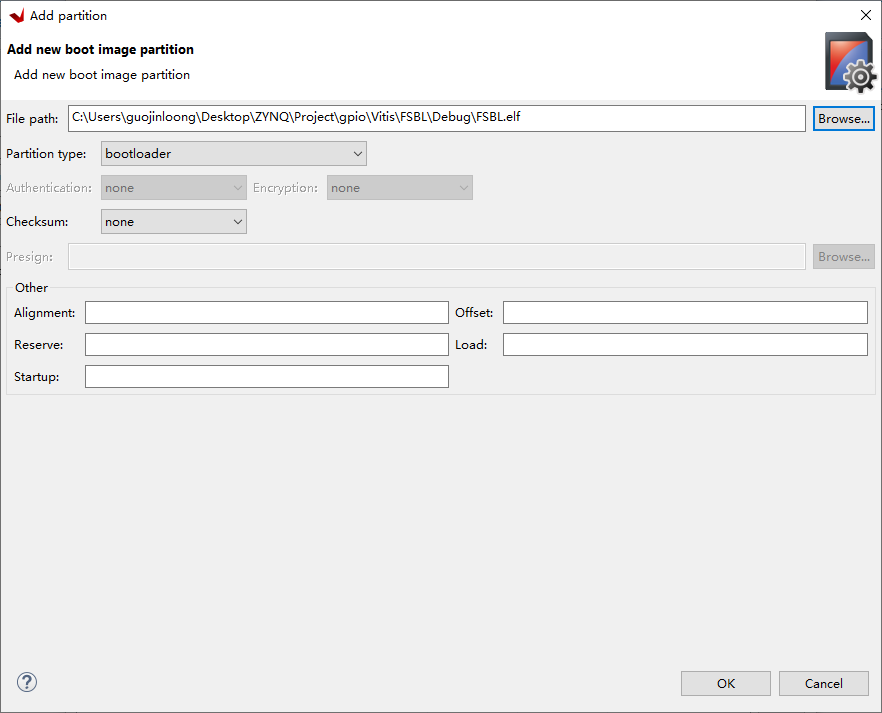 Add partition
Add new boot image partition
Add new boot image partition
File path: C:\Users\guojinloong\Desktop\ZYNQ\Project\gpio\Vitis\FSBL\Debug\FSBL.elf Browse...
Partition type: bootloader
Authentication: none Encryption: none
Checksum: none
Presign: Browse...
Other
Alignment: Offset:
Reserve: Load:
Startup:
? OK Cancel